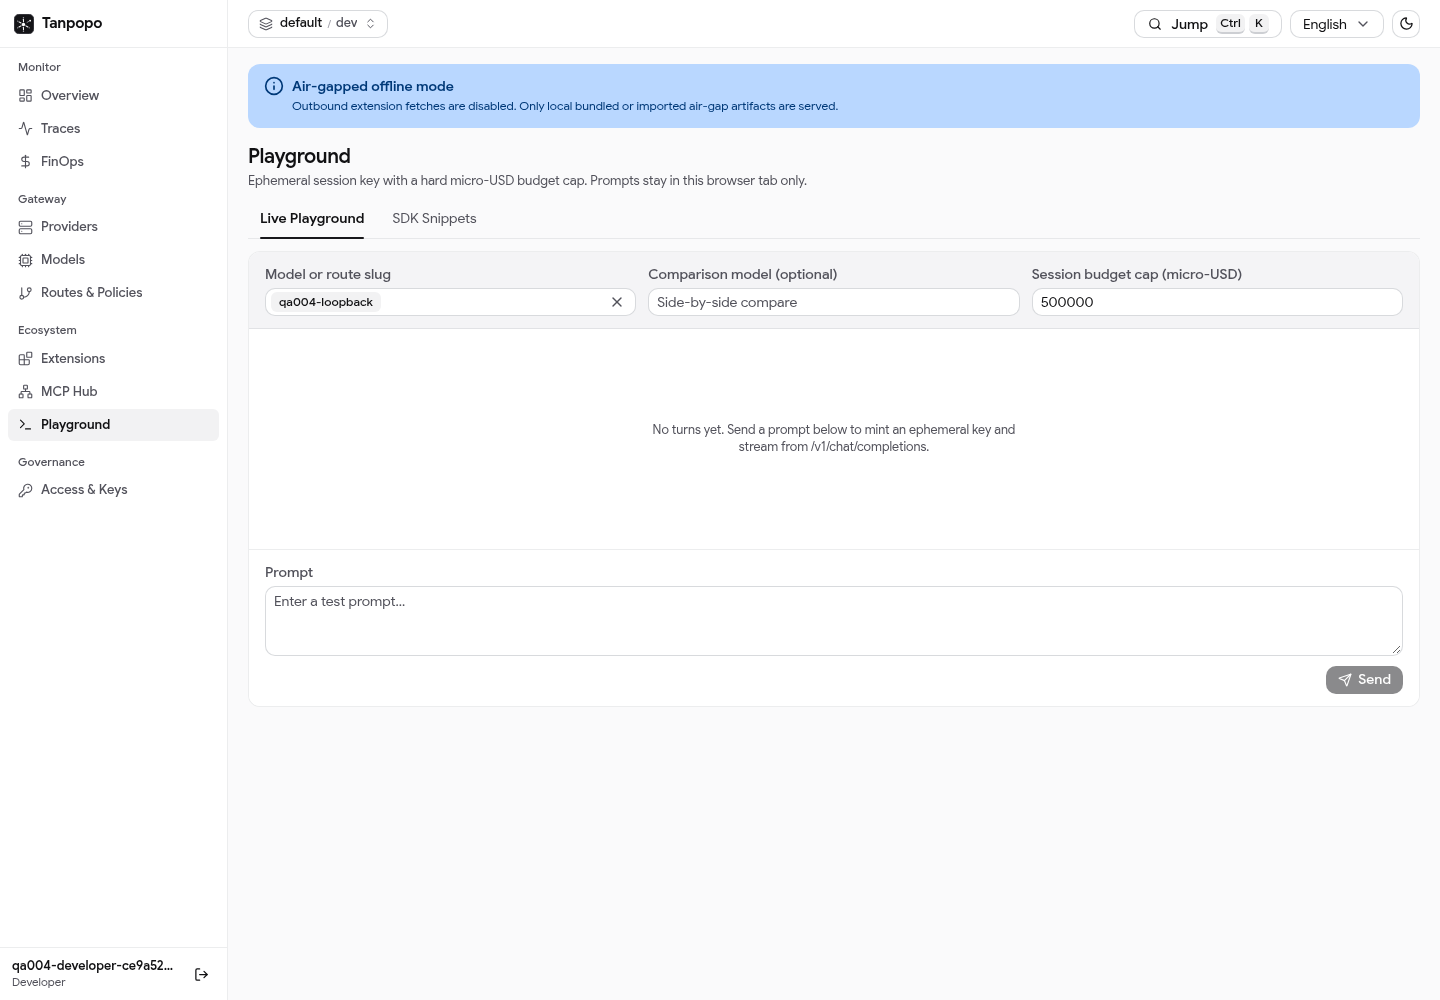 Tanpopo
default / dev
Jump Ctrl K
English
Monitor
Overview
Traces
FinOps
Gateway
Providers
Models
Routes & Policies
Ecosystem
Extensions
MCP Hub
Playground
Governance
Access & Keys
qa004-developer-ce9a52...
Developer
Air-gapped offline mode
Outbound extension fetches are disabled. Only local bundled or imported air-gap artifacts are served.
Playground
Ephemeral session key with a hard micro-USD budget cap. Prompts stay in this browser tab only.
Live Playground
SDK Snippets
Model or route slug
qa004-loopback
Comparison model (optional)
Side-by-side compare
Session budget cap (micro-USD)
500000
No turns yet. Send a prompt below to mint an ephemeral key and
stream from /v1/chat/completions.
Prompt
Enter a test prompt...
Send